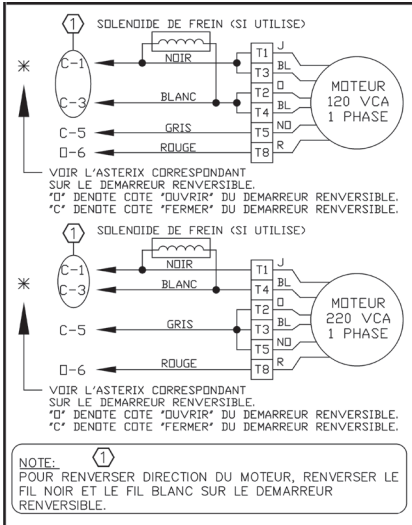 1 SOLENOIDE DE FREIN (SI UTILISE)
C-1 NOIR T1 J
T3 BL
* T2 O
C-3 BLANC T4 BL
C-5 GRIS T5 NO
O-6 ROUGE T8 R
MOTEUR
120 VCA
1 PHASE
VOIR L'ASTERIX CORRESPONDANT
SUR LE DEMARREUR RENVERSIBLE.
"O" DENOTE COTE "OUVRIR" DU DEMARREUR RENVERSIBLE.
"C" DENOTE COTE "FERMER" DU DEMARREUR RENVERSIBLE.
1 SOLENOIDE DE FREIN (SI UTILISE)
C-1 NOIR T1 J
* C-3 BLANC T4 BL
T2 O
C-5 GRIS T3 BL
T5 NO
O-6 ROUGE T8 R
MOTEUR
220 VCA
1 PHASE
VOIR L'ASTERIX CORRESPONDANT
SUR LE DEMARREUR RENVERSIBLE.
"O" DENOTE COTE "OUVRIR" DU DEMARREUR RENVERSIBLE.
"C" DENOTE COTE "FERMER" DU DEMARREUR RENVERSIBLE.
NOTE: 1
POUR RENVERSER DIRECTION DU MOTEUR, RENVERSER LE
FIL NOIR ET LE FIL BLANC SUR LE DEMARREUR
RENVERSIBLE.